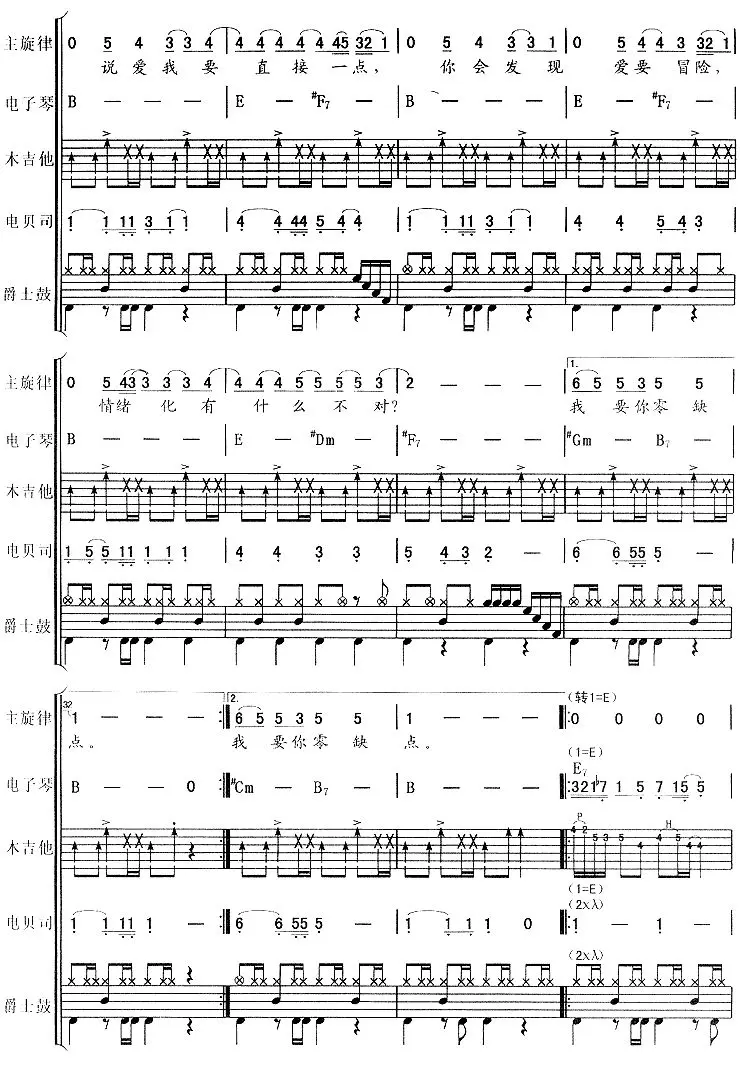 主旋律 0 5 4 3 3 4 | 4 4 4 4 4 45 32 1 | 0 5 4 3 3 1 | 0 5 4 4 3 32 1 |
说爱我要 直接一点, 你会发现 爱要冒险,
电子琴 B — — — | E — #F7 — | B — — — | E — #F7 — |
木吉他
电贝司 1 1 11 3 1 1 | 4 4 44 5 4 4 | 1 1 11 3 1 1 | 4 4 5 4 3 |
爵士鼓
1.
主旋律 0 5 43 3 3 3 4 | 4 4 4 5 5 5 5 3 | 2 — — — | 6 5 5 3 5 5
情绪化有 什么不对? 我要你零缺
电子琴 B — — — | E — #Dm — | #F7 — — — | #Gm — B7 —
木吉他
电贝司 1 5 5 11 1 1 1 | 4 4 3 3 | 5 4 3 2 — | 6 6 55 5 —
爵士鼓
32 2. (转1=E)
主旋律 1 — — — :| 6 5 5 3 5 5 | 1 — — — |: 0 0 0 0
点。 我要你零缺 点。
(1=E)
E7
电子琴 B — — 0 :| #Cm — B7 — | B — — — |: 3217 1 5 7 15 5
P H
木吉他 4 2 5 3 5 4 4 5 4 4
(1=E)
(2x入)
电贝司 1 1 11 1 — :| 6 6 55 5 — | 1 1 1 1 0 |: 1 — 1 —
(2x入)
爵士鼓